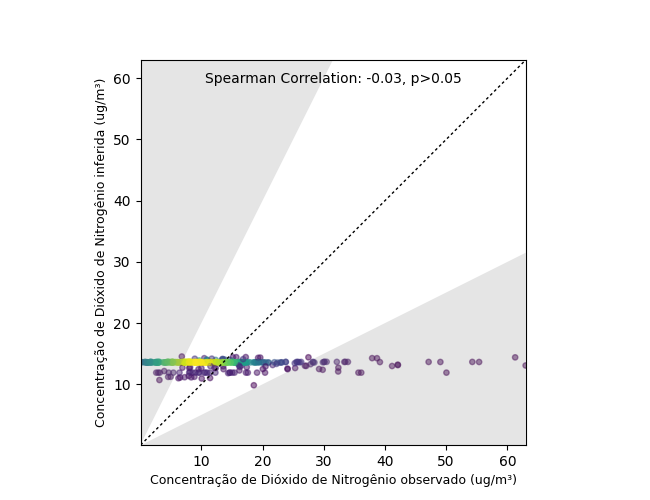 Spearman Correlation: -0.03, p>0.05
Concentração de Dióxido de Nitrogênio inferida (ug/m³)
60
50
40
30
20
10
10 20 30 40 50 60
Concentração de Dióxido de Nitrogênio observado (ug/m³)